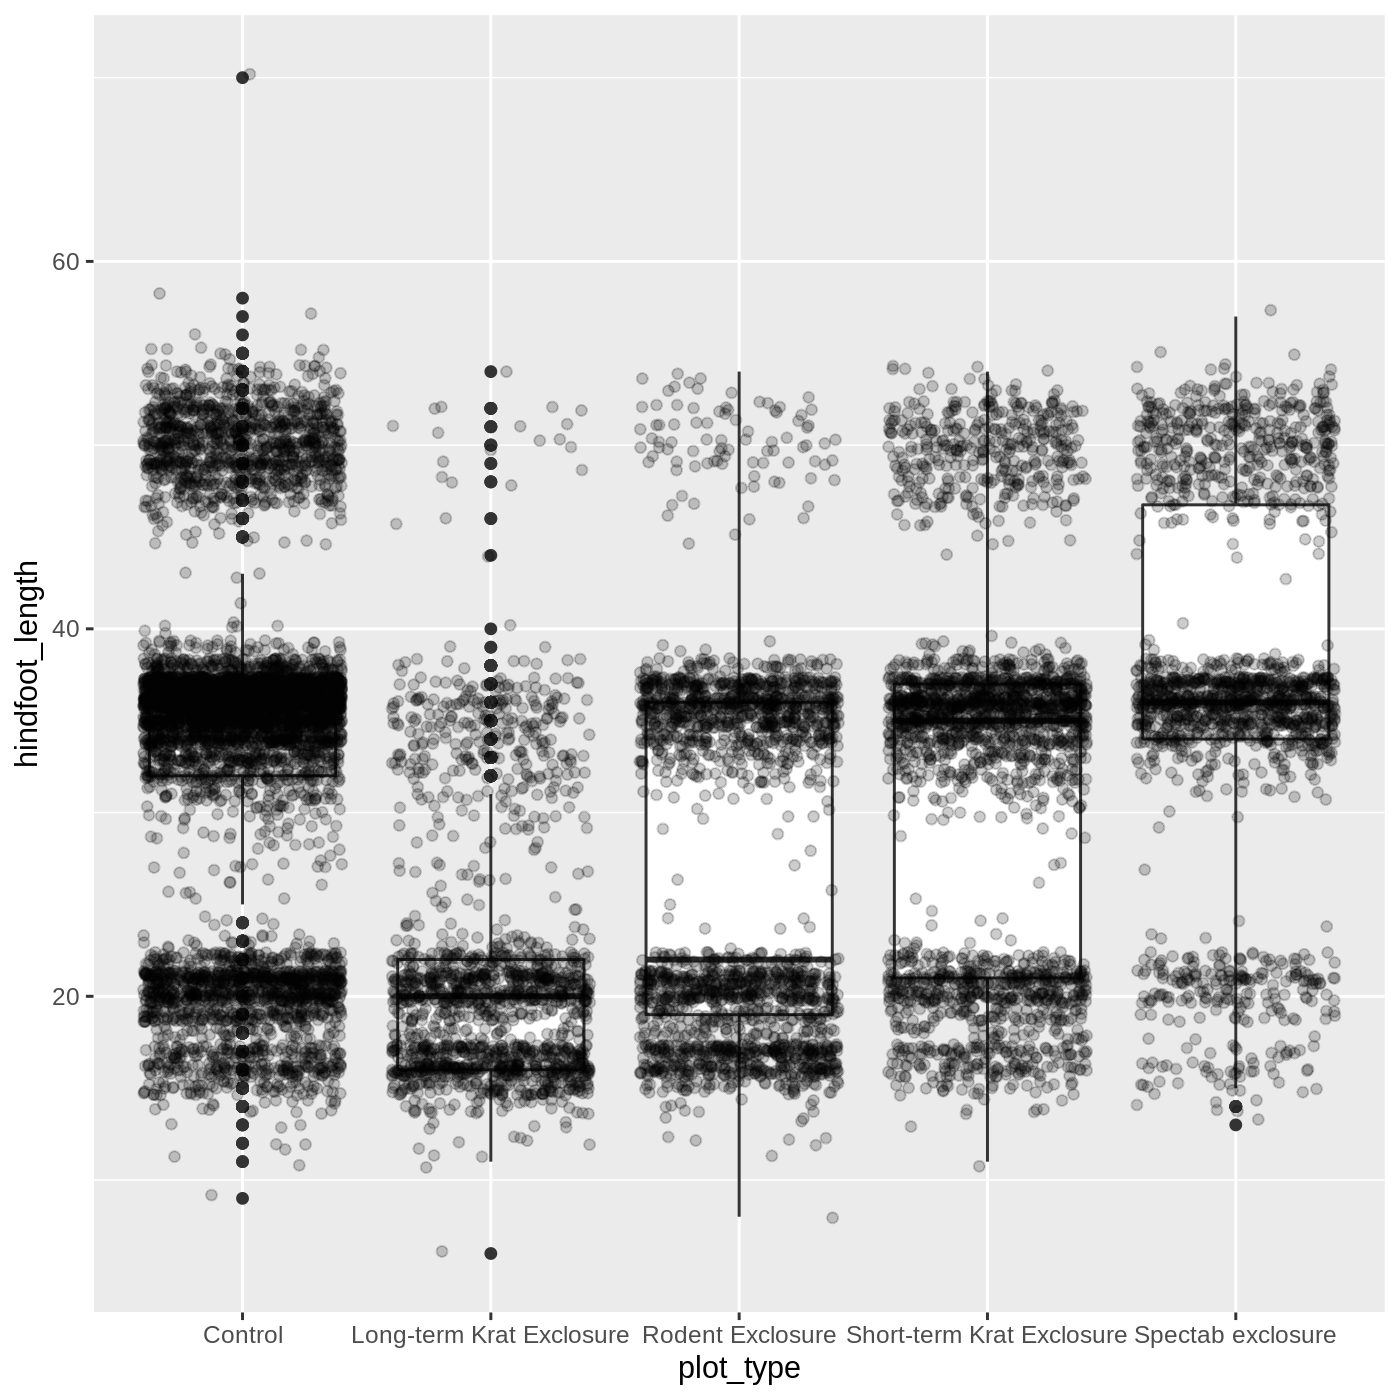 60
40
20
hindfoot_length
Control Long-term Krat Exclosure Rodent Exclosure Short-term Krat Exclosure Spectab exclosure
plot_type